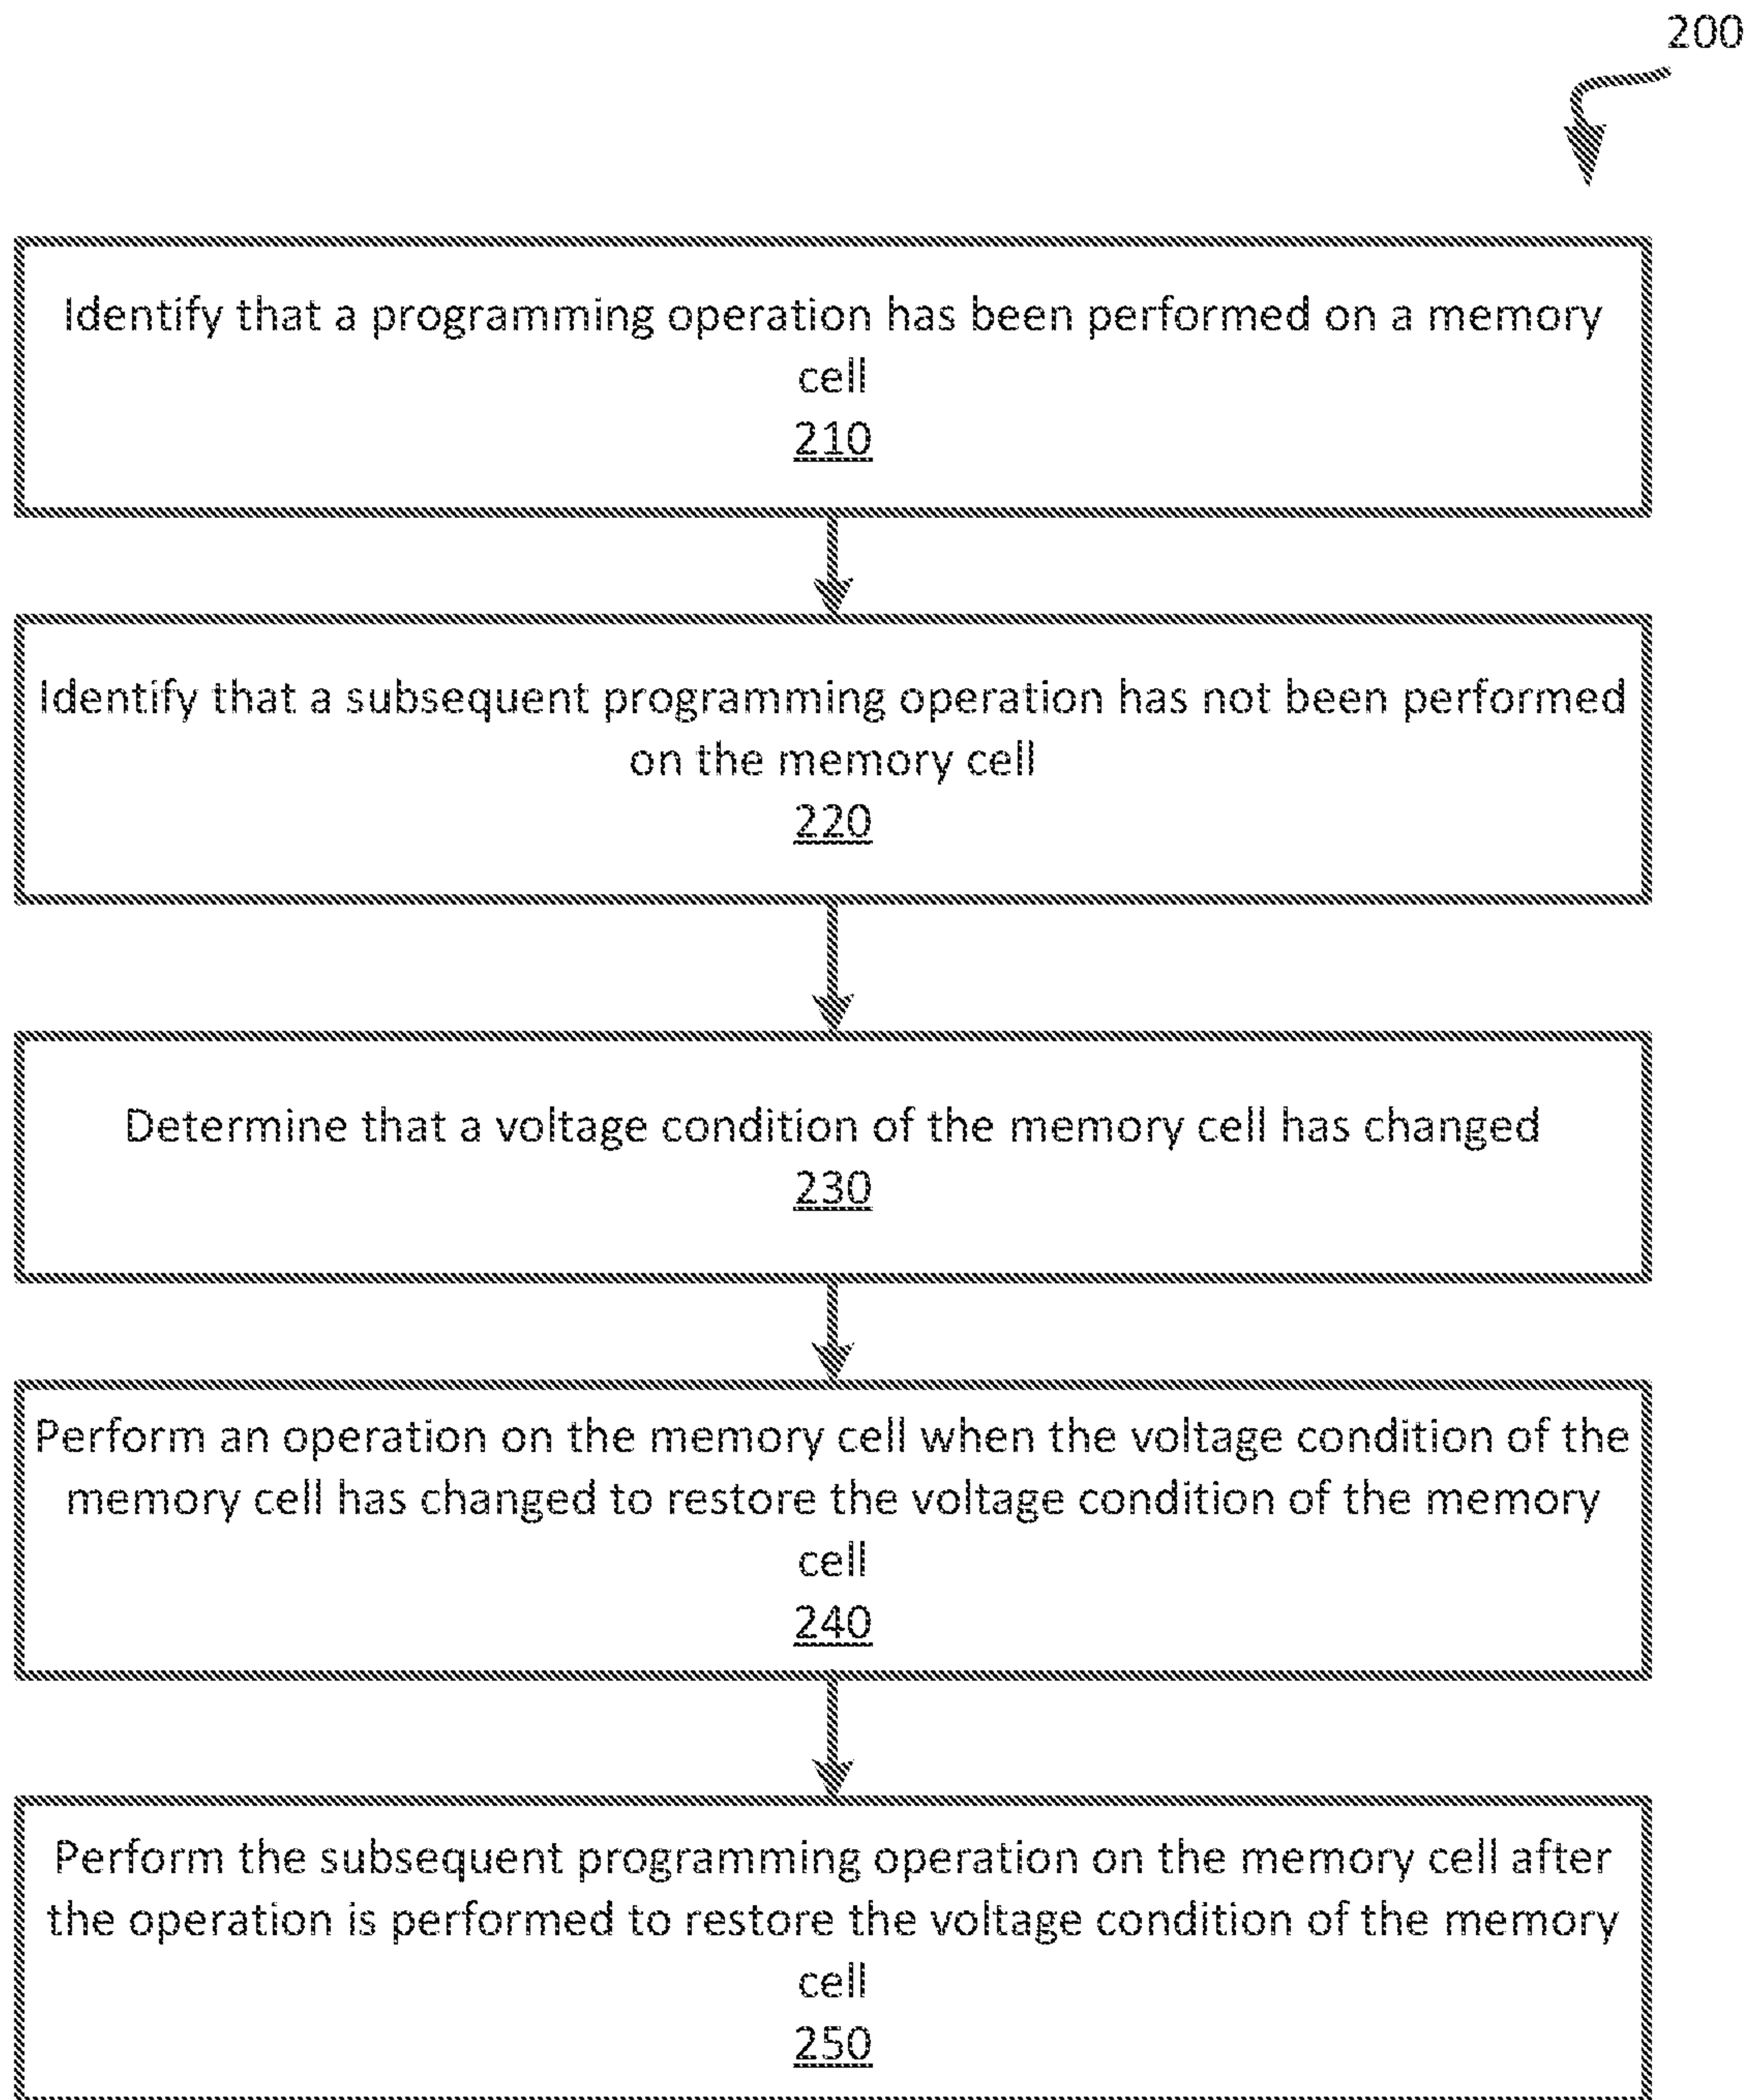 200
Identify that a programming operation has been performed on a memory
cell
210
Identify that a subsequent programming operation has not been performed
on the memory cell
220
Determine that a voltage condition of the memory cell has changed
230
Perform an operation on the memory cell when the voltage condition of the
memory cell has changed to restore the voltage condition of the memory
cell
240
Perform the subsequent programming operation on the memory cell after
the operation is performed to restore the voltage condition of the memory
cell
250